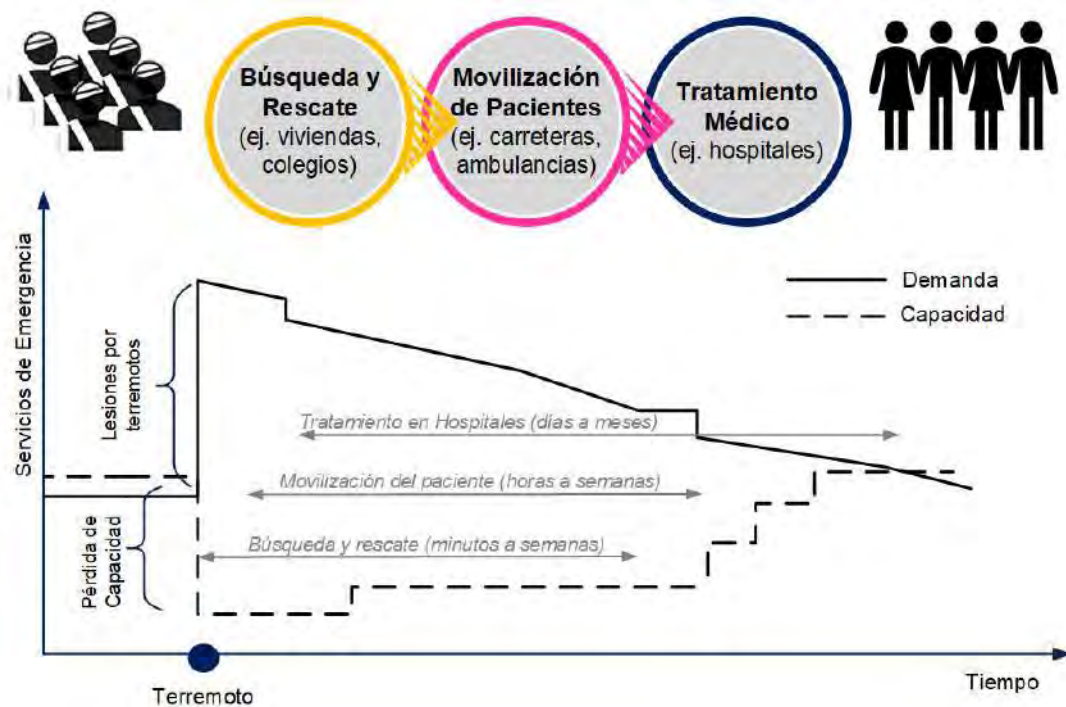 Búsqueda y
Rescate
(ej. viviendas,
colegios)
Movilización
de Pacientes
(ej. carreteras,
ambulancias)
Tratamiento
Médico
(ej. hospitales)
Servicios de Emergencia
Lesiones por
terremotos
Pérdida de
Capacidad
Demanda
Capacidad
Tratamiento en Hospitales (días a meses)
Movilización del paciente (horas a semanas)
Búsqueda y rescate (minutos a semanas)
Terremoto
Tiempo